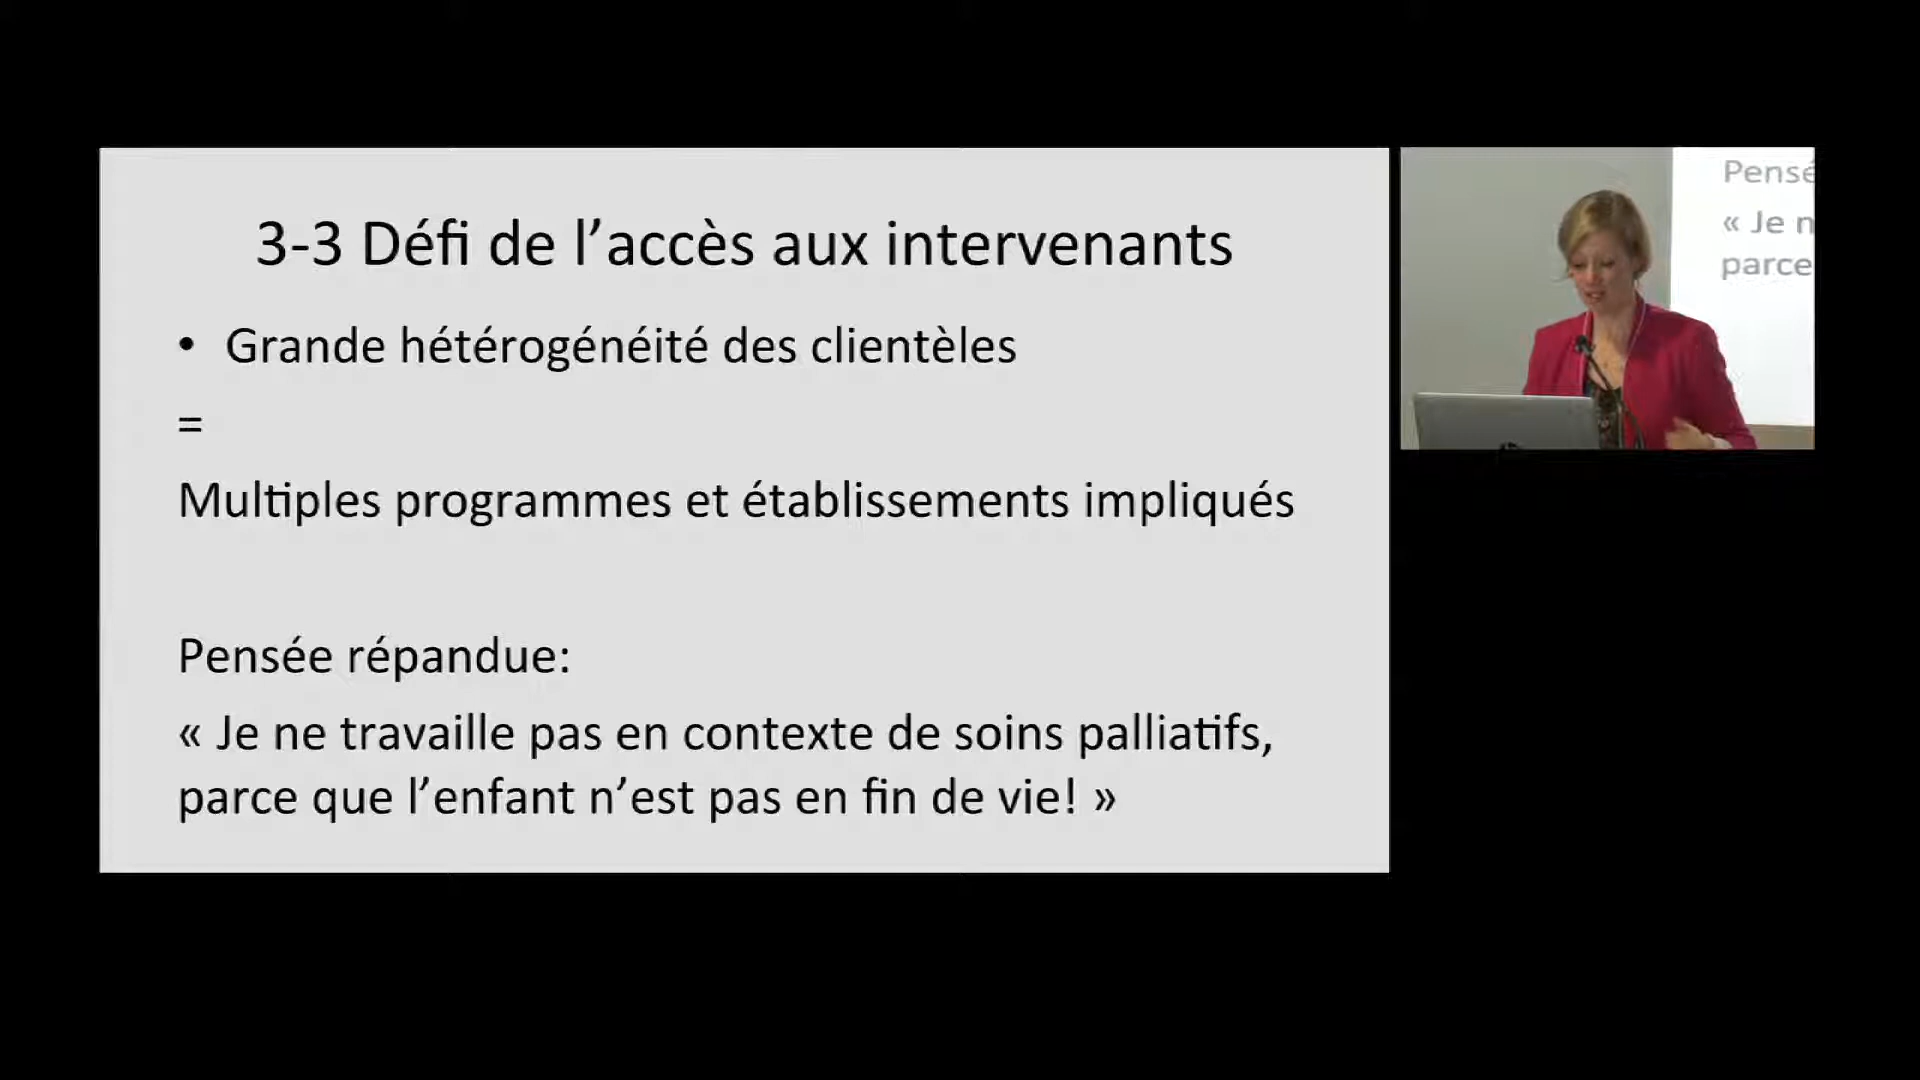 3-3 Défi de l’accès aux intervenants
• Grande hétérogénéité des clientèles
=
Multiples programmes et établissements impliqués
Pensée répandue:
« Je ne travaille pas en contexte de soins palliatifs,
parce que l’enfant n’est pas en fin de vie! »
Pensé
« Je n
parce